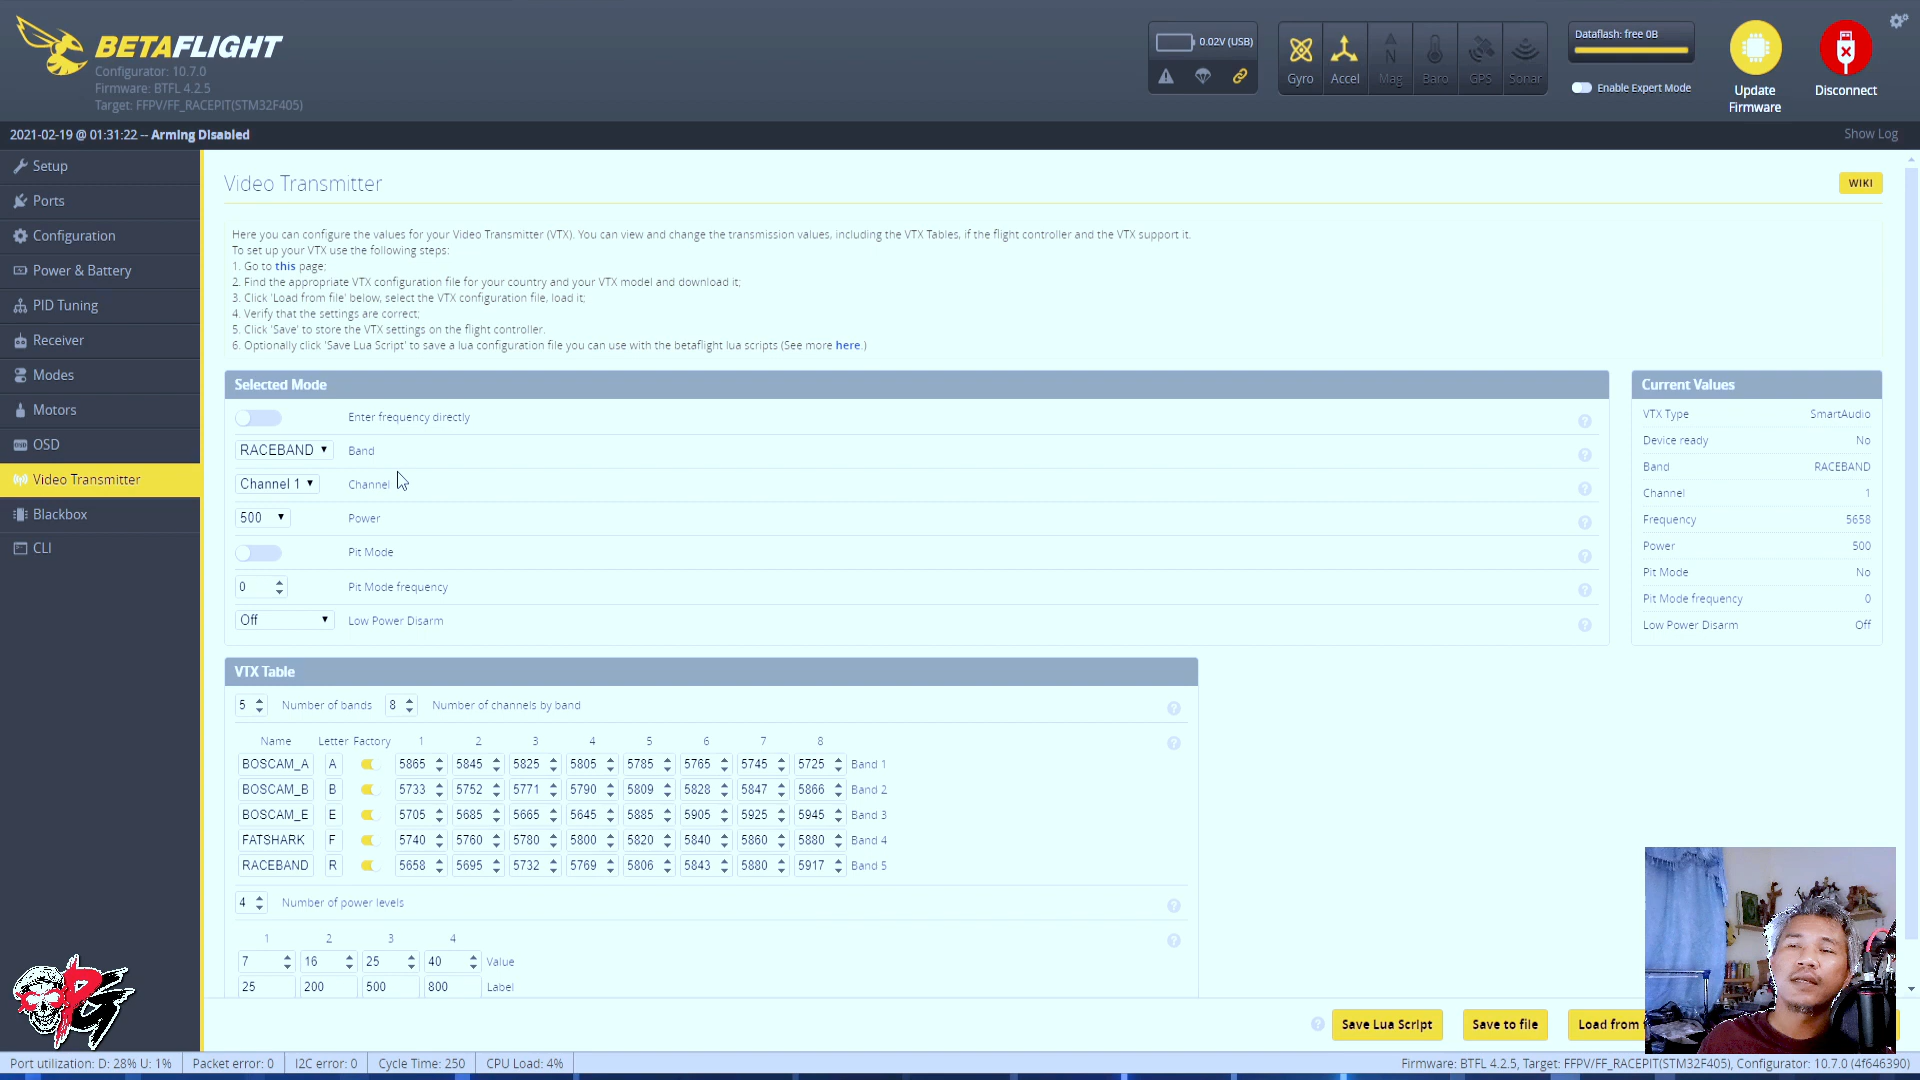 BETAFLIGHT
Configurator: 10.7.0
Firmware: BTFL 4.2.5
Target: FFPV/FF_RACEPIT(STM32F405)
0.02V (USB)
Gyro
Accel
Mag
Baro
GPS
Sonar
Dataflash: free 0B
Enable Expert Mode
Update
Firmware
Disconnect
2021-02-19 @ 01:31:22 -- Arming Disabled
Show Log
Setup
Ports
Configuration
Power & Battery
PID Tuning
Receiver
Modes
Motors
OSD
Video Transmitter
Blackbox
CLI
Video Transmitter
WIKI
Here you can configure the values for your Video Transmitter (VTX). You can view and change the transmission values, including the VTX Tables, if the flight controller and the VTX support it.
To set up your VTX use the following steps:
1. Go to this page;
2. Find the appropriate VTX configuration file for your country and your VTX model and download it;
3. Click 'Load from file' below, select the VTX configuration file, load it;
4. Verify that the settings are correct;
5. Click 'Save' to store the VTX settings on the flight controller.
6. Optionally click 'Save Lua Script' to save a lua configuration file you can use with the betaflight lua scripts (See more here.)
Selected Mode
Enter frequency directly
RACEBAND Band
Channel 1 Channel
500 Power
Pit Mode
0 Pit Mode frequency
Off Low Power Disarm
Current Values
VTX Type SmartAudio
Device ready No
Band RACEBAND
Channel 1
Frequency 5658
Power 500
Pit Mode No
Pit Mode frequency 0
Low Power Disarm Off
VTX Table
5 Number of bands 8 Number of channels by band
Name Letter Factory 1 2 3 4 5 6 7 8
BOSCAM_A A 5865 5845 5825 5805 5785 5765 5745 5725 Band 1
BOSCAM_B B 5733 5752 5771 5790 5809 5828 5847 5866 Band 2
BOSCAM_E E 5705 5685 5665 5645 5885 5905 5925 5945 Band 3
FATSHARK F 5740 5760 5780 5800 5820 5840 5860 5880 Band 4
RACEBAND R 5658 5695 5732 5769 5806 5843 5880 5917 Band 5
4 Number of power levels
1 2 3 4
7 16 25 40 Value
25 200 500 800 Label
Save Lua Script
Save to file
Load from
Port utilization: D: 28% U: 1%
Packet error: 0
I2C error: 0
Cycle Time: 250
CPU Load: 4%
Firmware: BTFL 4.2.5, Target: FFPV/FF_RACEPIT(STM32F405), Configurator: 10.7.0 (4f646390)